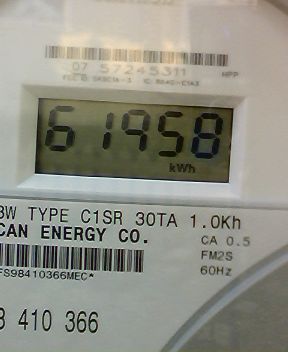 07 57245311
HPP
61958
kWh
3W TYPE C1SR 30TA 1.0Kh
CAN ENERGY CO.
CA 0.5
FM2S
60Hz
FS98410366MEC*
3 410 366